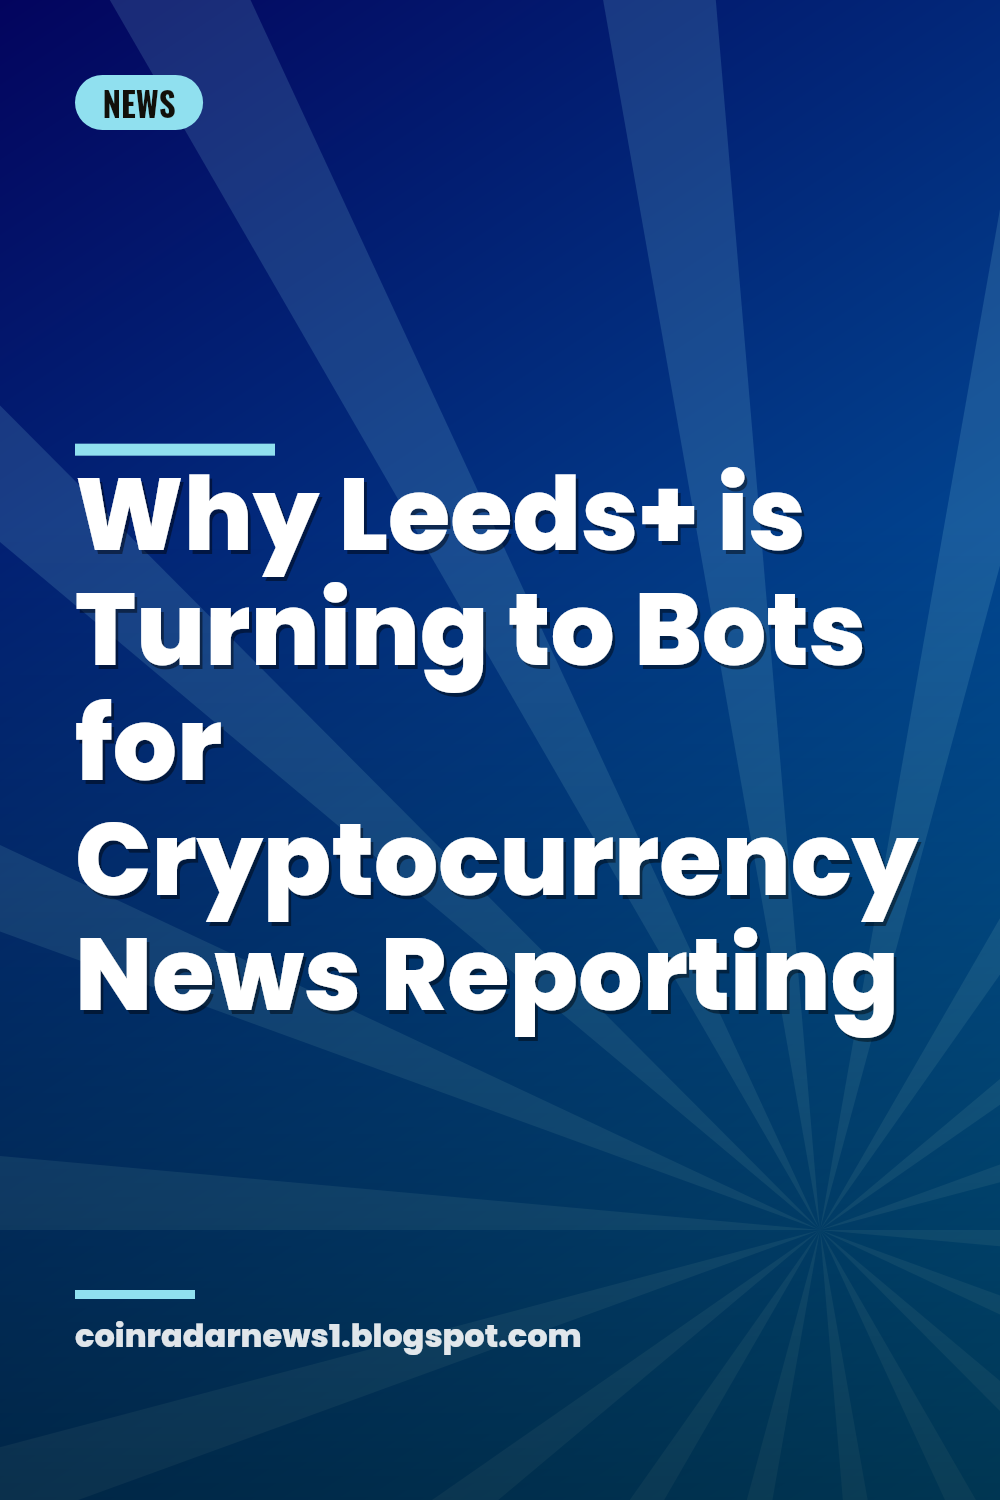 NEWS
Why Leeds+ is
Turning to Bots
for
Cryptocurrency
News Reporting
coinradarnews1.blogspot.com